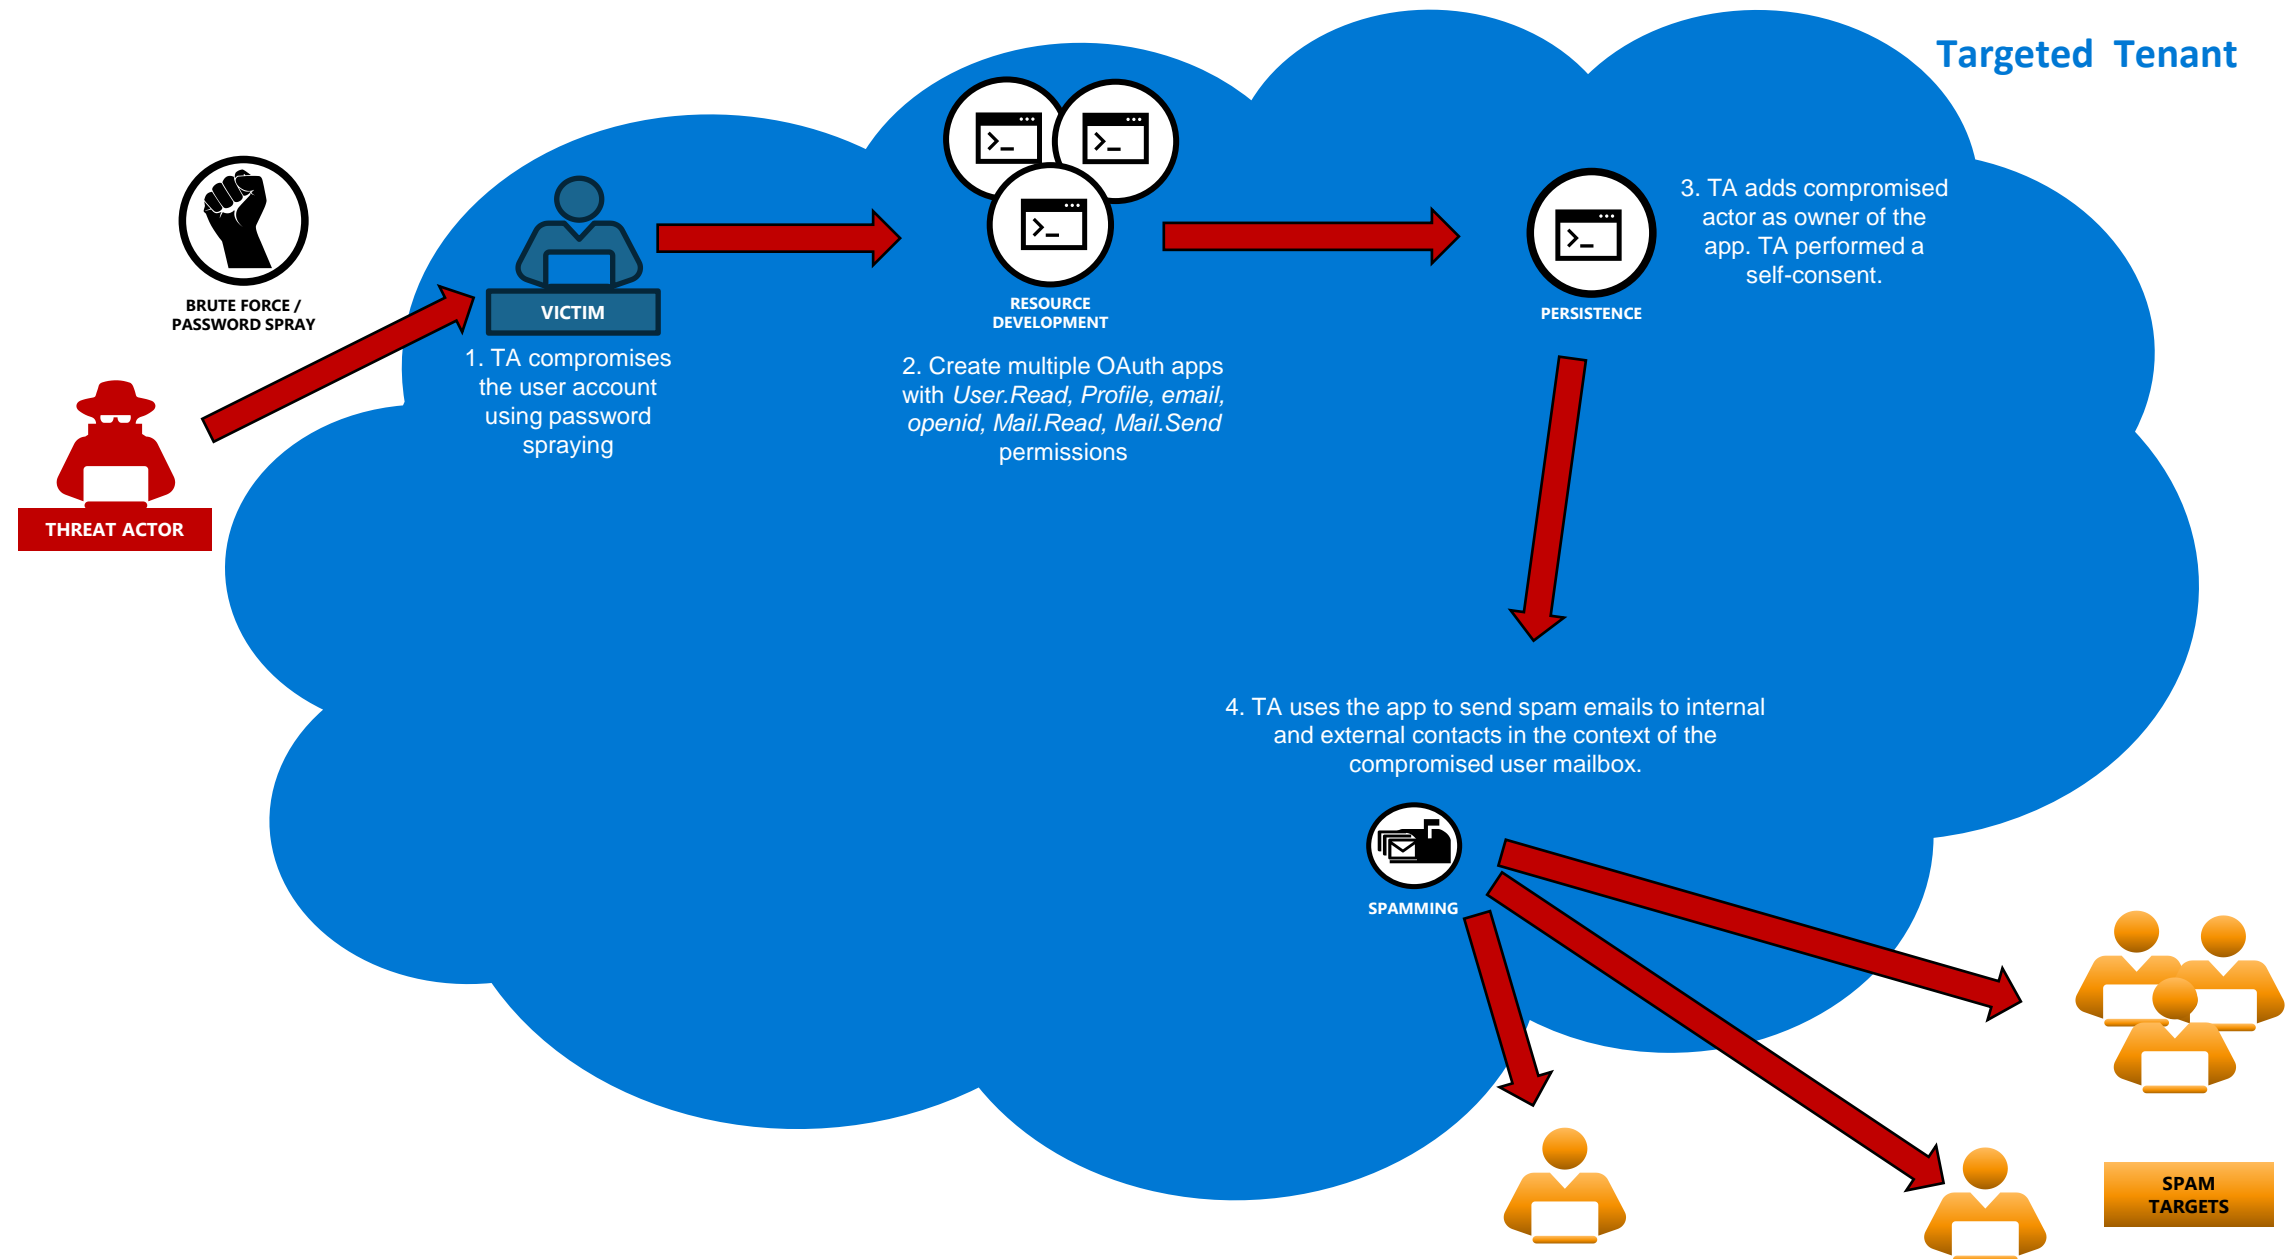 Targeted Tenant
BRUTE FORCE /
PASSWORD SPRAY
THREAT ACTOR
VICTIM
1. TA compromises
the user account
using password
spraying
RESOURCE
DEVELOPMENT
2. Create multiple OAuth apps
with User.Read, Profile, email,
openid, Mail.Read, Mail.Send
permissions
PERSISTENCE
3. TA adds compromised
actor as owner of the
app. TA performed a
self-consent.
4. TA uses the app to send spam emails to internal
and external contacts in the context of the
compromised user mailbox.
SPAMMING
SPAM
TARGETS